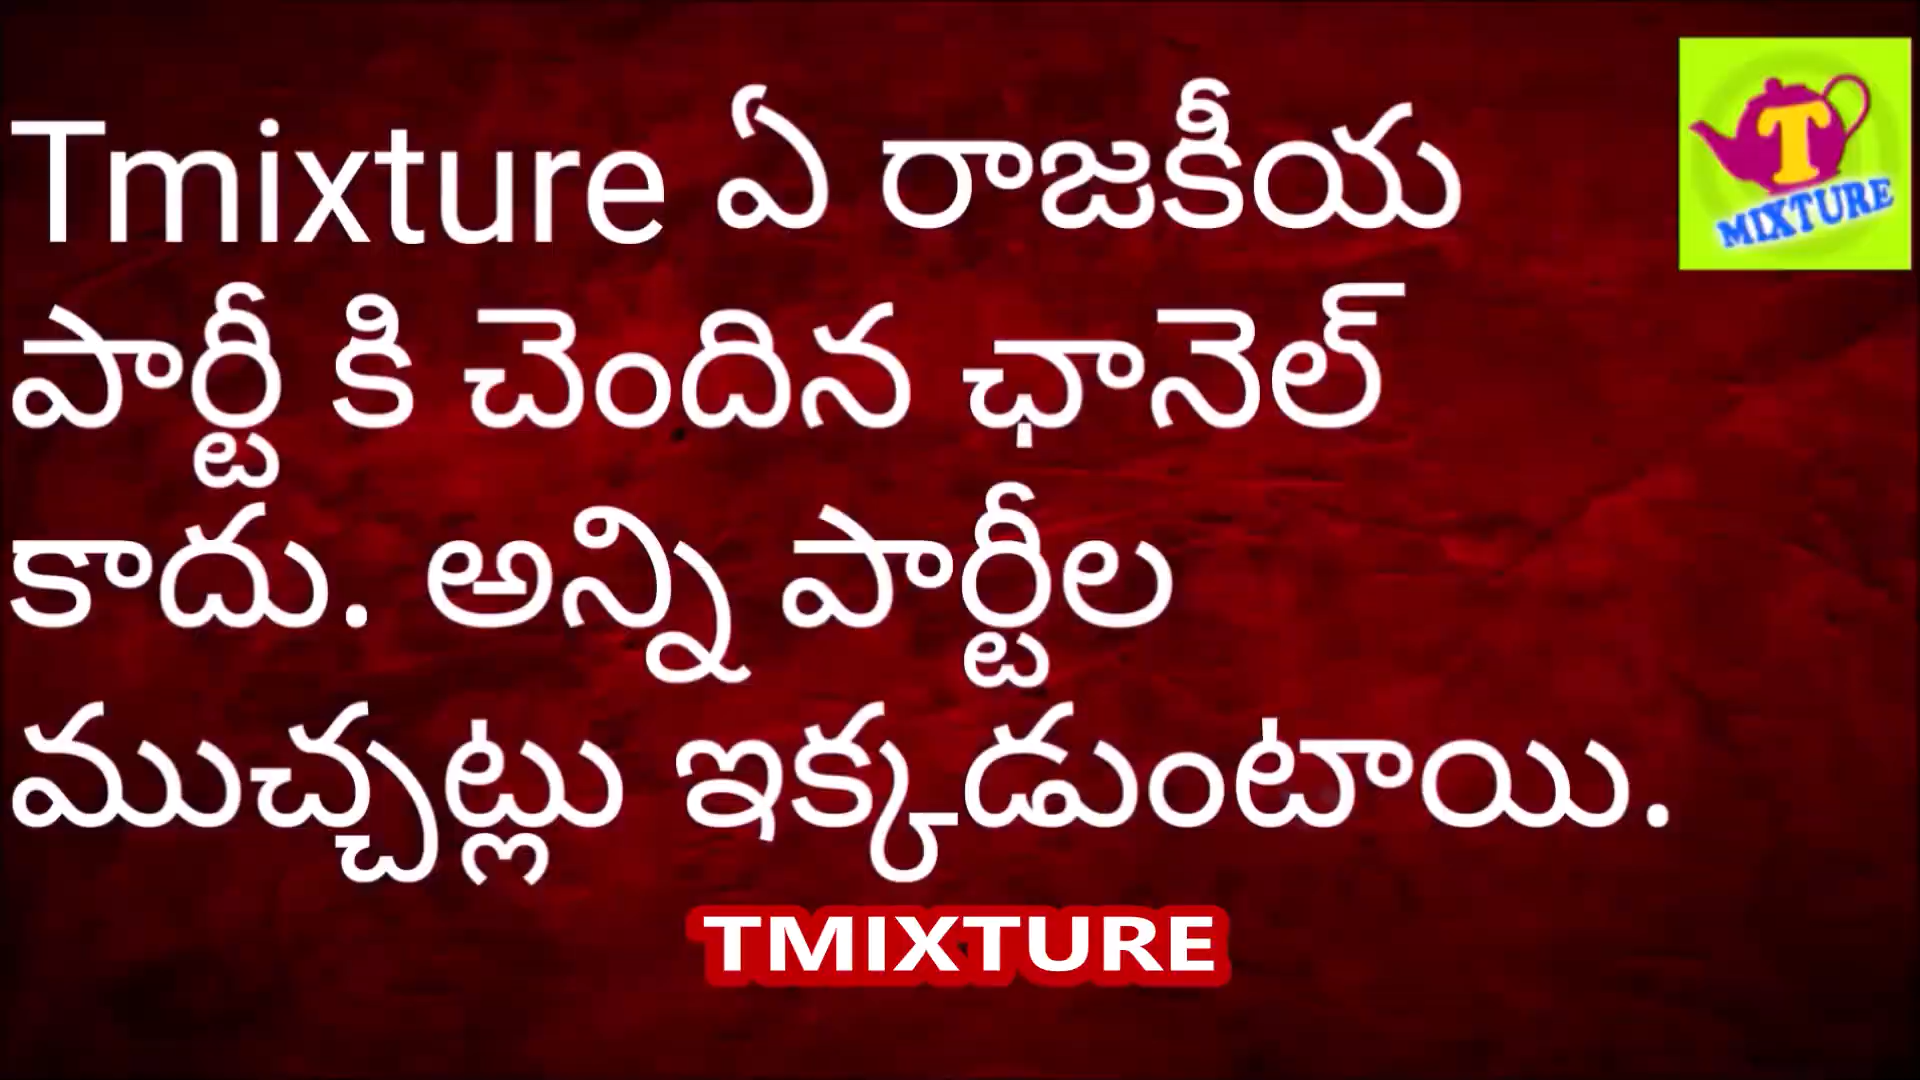 Tmixture ఏ రాజకీయ
పార్టీ కి చెందిన ఛానెల్
కాదు. అన్ని పార్టీల
ముచ్చట్లు ఇక్కడుంటాయి.
TMIXTURE
T
MIXTURE